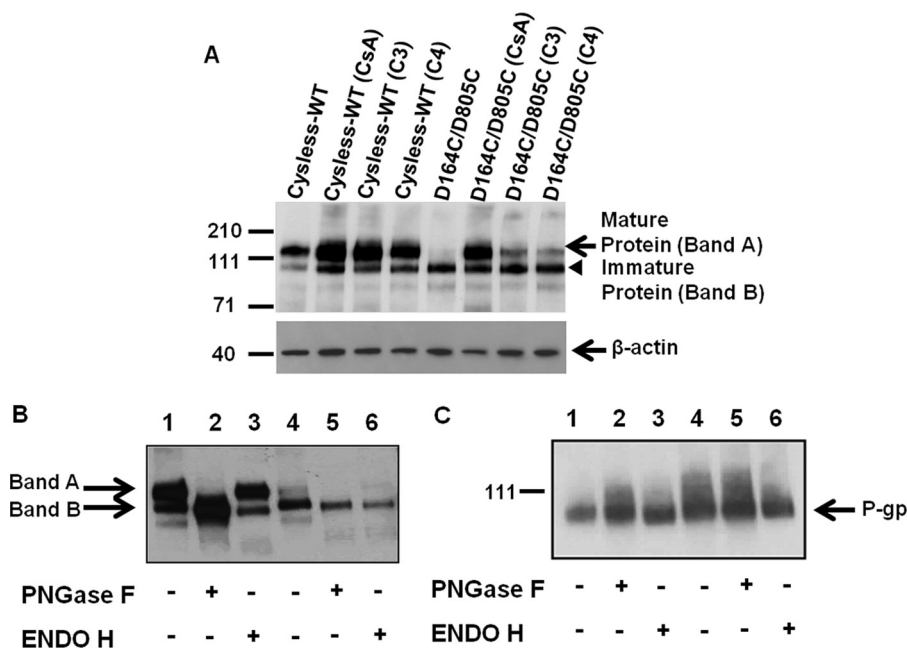 A
Cysless-WT
Cysless-WT (CsA)
Cysless-WT (C3)
Cysless-WT (C4)
D164C/D805C
D164C/D805C (CsA)
D164C/D805C (C3)
D164C/D805C (C4)
210
111
71
40
Mature
Protein (Band A)
Immature
Protein (Band B)
β-actin
B
1 2 3 4 5 6
Band A
Band B
PNGase F - + - - + -
ENDO H - - + - - +
C
1 2 3 4 5 6
111
P-gp
PNGase F - + - - + -
ENDO H - - + - - +